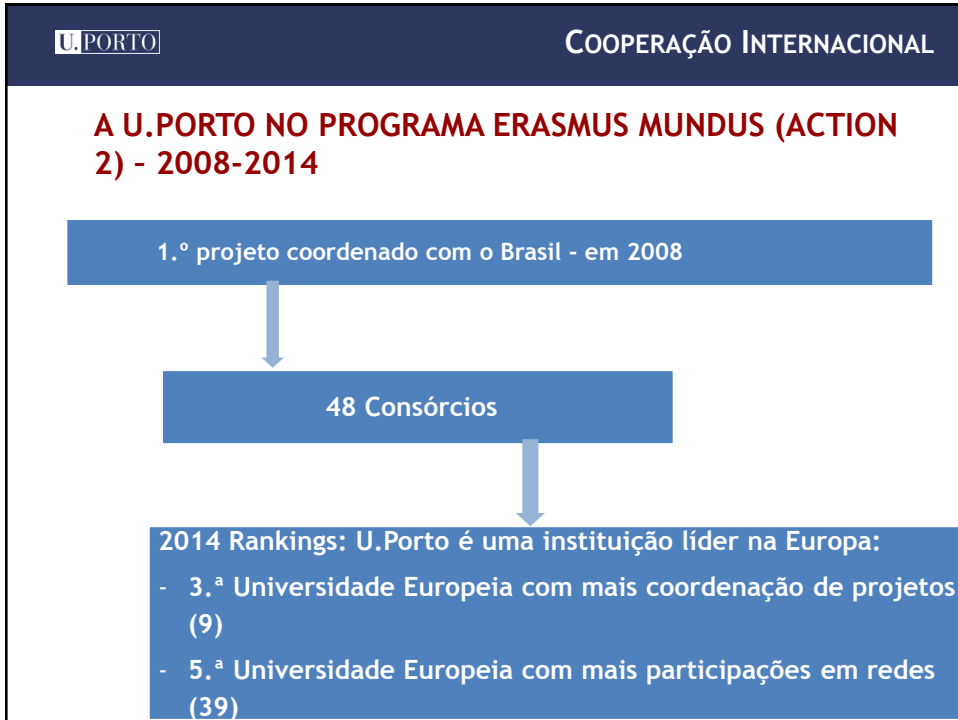 U.PORTO
COOPERAÇÃO INTERNACIONAL
A U.PORTO NO PROGRAMA ERASMUS MUNDUS (ACTION
2) – 2008-2014
1.º projeto coordenado com o Brasil - em 2008
48 Consórcios
2014 Rankings: U.Porto é uma instituição líder na Europa:
- 3.ª Universidade Europeia com mais coordenação de projetos
(9)
- 5.ª Universidade Europeia com mais participações em redes
(39)